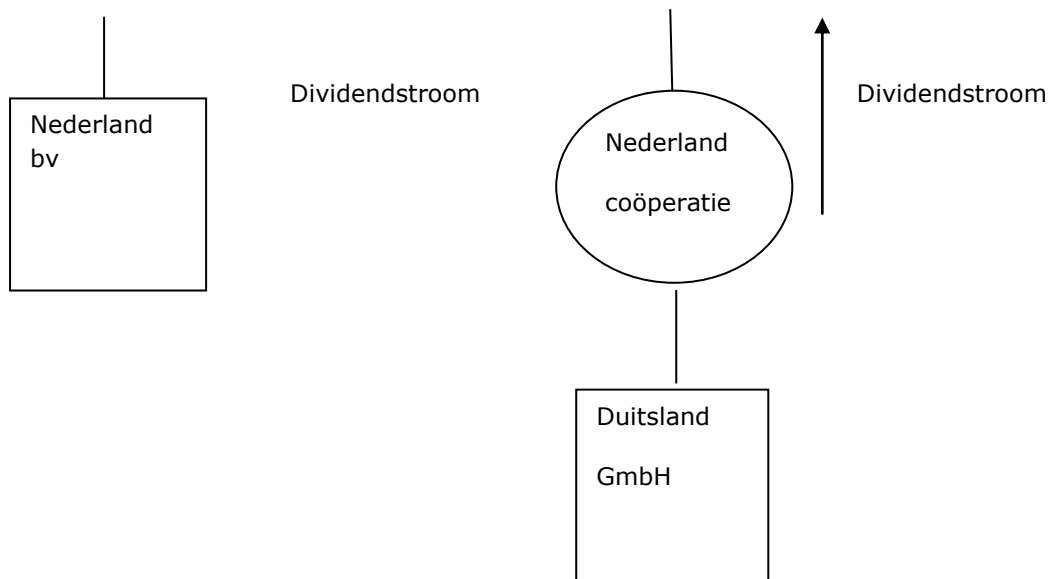 Nederland
bv
Dividendstroom
Nederland
coöperatie
Dividendstroom
Duitsland
GmbH